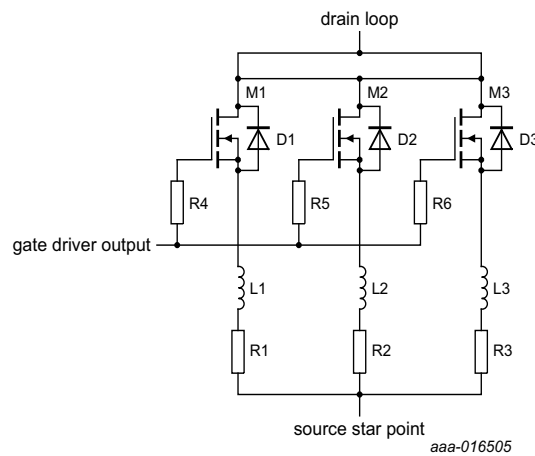 drain loop
M1
M2
M3
D1
D2
D3
R4
R5
R6
gate driver output
L1
L2
L3
R1
R2
R3
source star point
aaa-016505